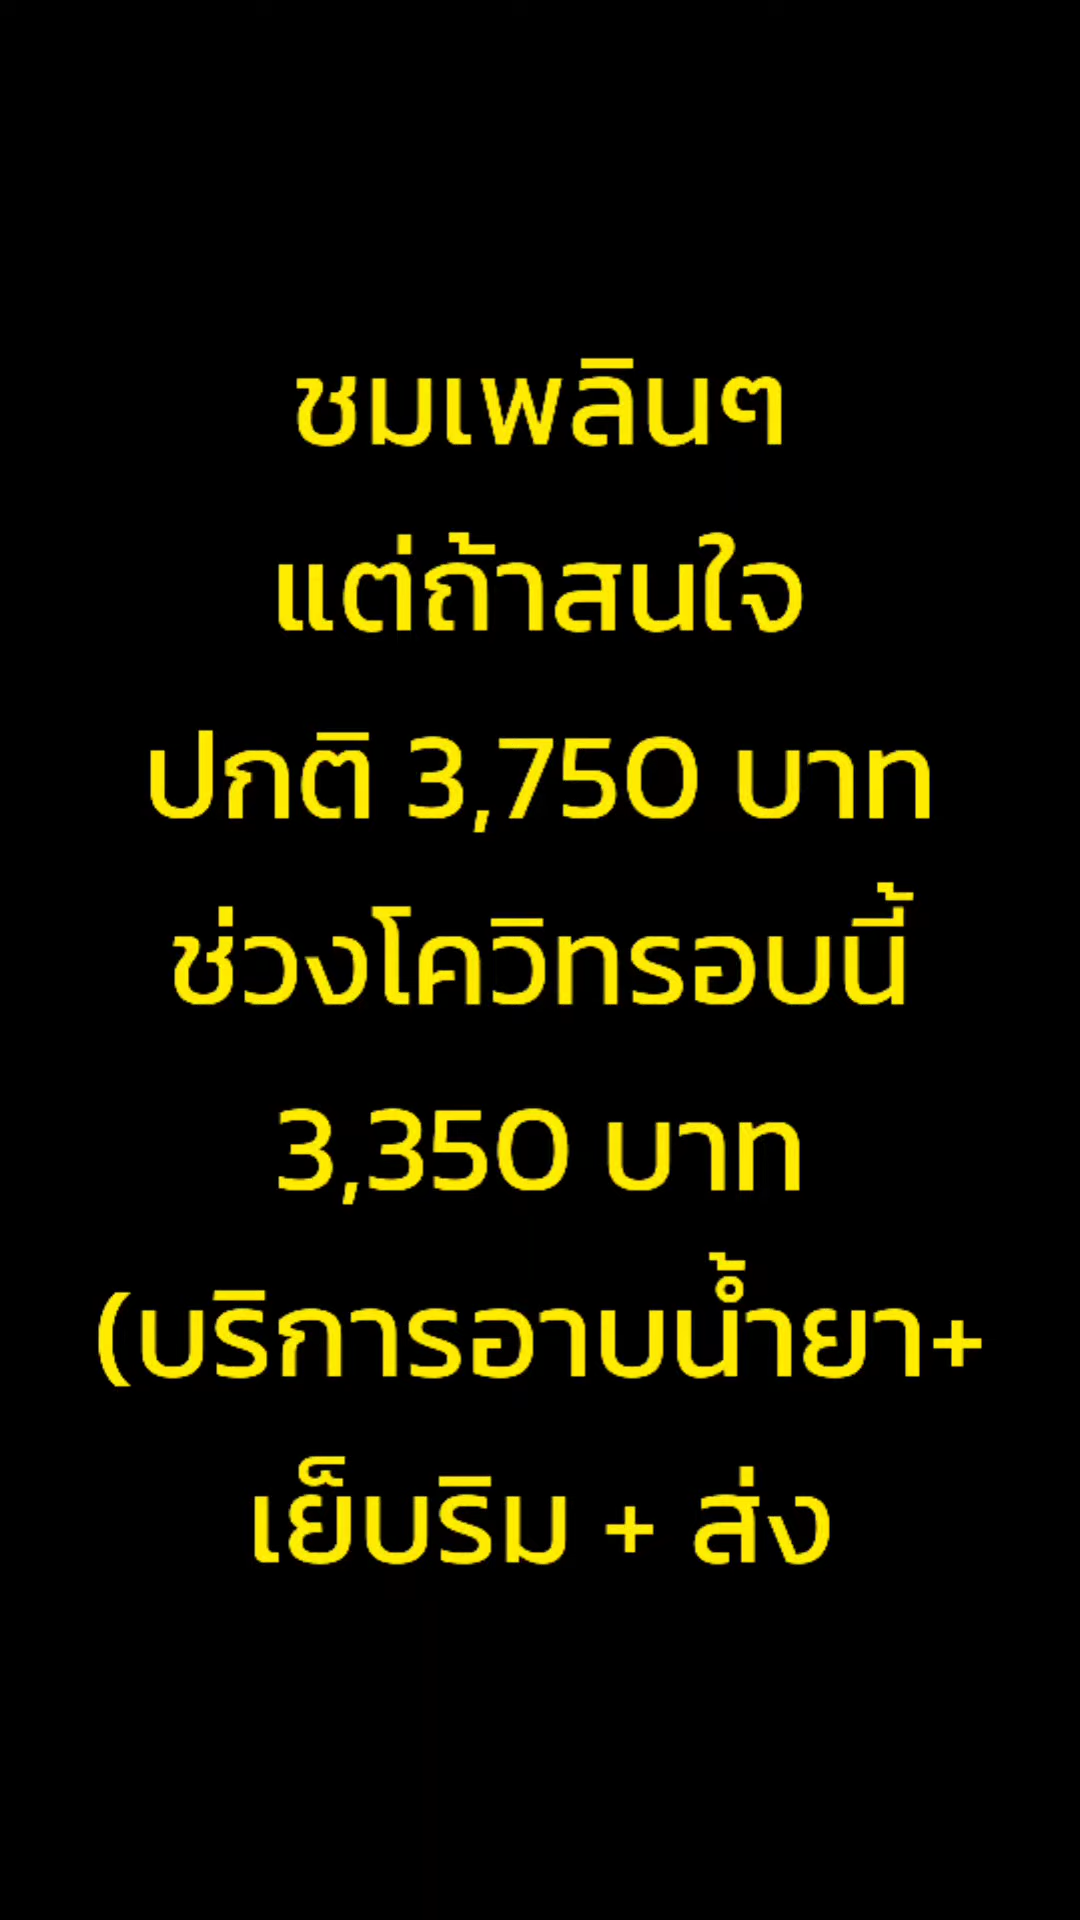 ชมเพลินๆ
แต่ถ้าสนใจ
ปกติ 3,750 บาท
ช่วงโควิทรอบนี้
3,350 บาท
(บริการอาบน้ำยา+
เย็บริม + ส่ง